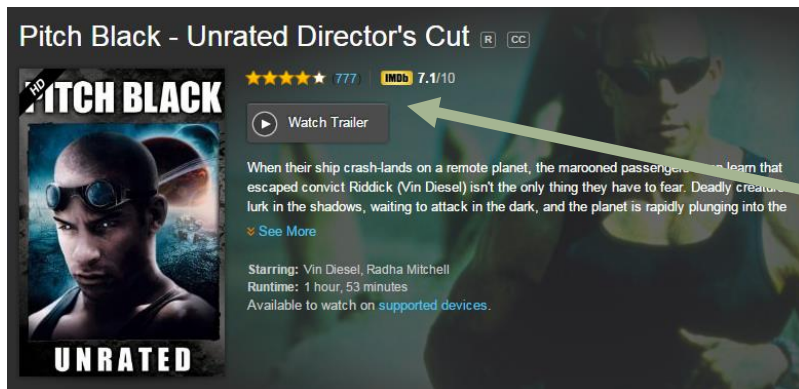 Pitch Black - Unrated Director's Cut R CC
HD
PITCH BLACK
UNRATED
777 IMDb 7.1/10
Watch Trailer
When their ship crash-lands on a remote planet, the marooned passengers learn that
escaped convict Riddick (Vin Diesel) isn't the only thing they have to fear. Deadly
lurk in the shadows, waiting to attack in the dark, and the planet is rapidly plunging into the
See More
Starring: Vin Diesel, Radha Mitchell
Runtime: 1 hour, 53 minutes
Available to watch on supported devices.